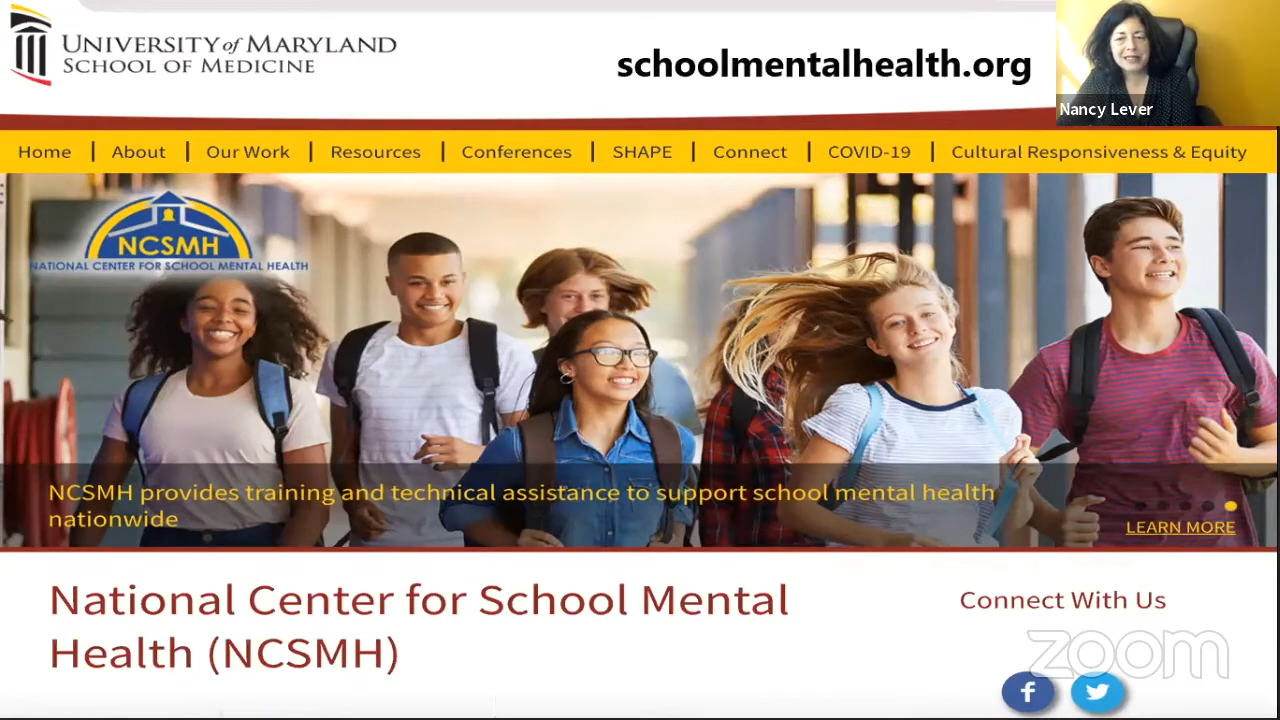 UNIVERSITY of MARYLAND
SCHOOL OF MEDICINE
schoolmentalhealth.org
Nancy Lever
Home | About | Our Work | Resources | Conferences | SHAPE | Connect | COVID-19 | Cultural Responsiveness & Equity
NCSMH
NATIONAL CENTER FOR SCHOOL MENTAL HEALTH
NCSMH provides training and technical assistance to support school mental health
nationwide
LEARN MORE
National Center for School Mental
Health (NCSMH)
Connect With Us
zoom